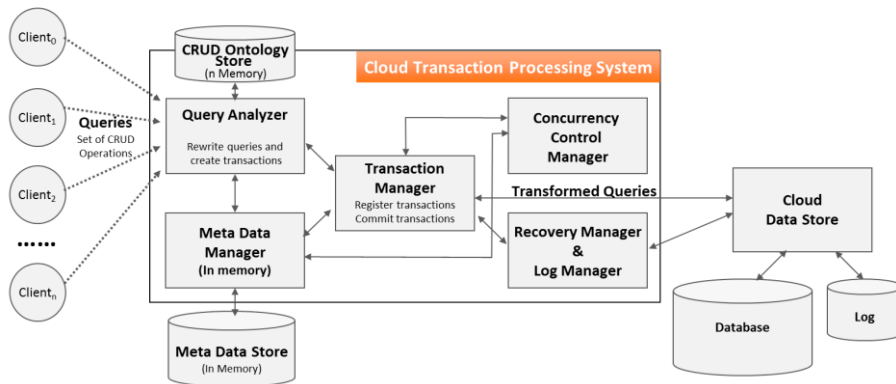 Client0
Client1
Client2
......
Clientn
Queries
Set of CRUD
Operations
CRUD Ontology
Store
(n Memory)
Cloud Transaction Processing System
Query Analyzer
Rewrite queries and
create transactions
Meta Data
Manager
(In memory)
Meta Data Store
(In Memory)
Transaction
Manager
Register transactions
Commit transactions
Concurrency
Control
Manager
Transformed Queries
Recovery Manager
&
Log Manager
Cloud
Data Store
Database
Log